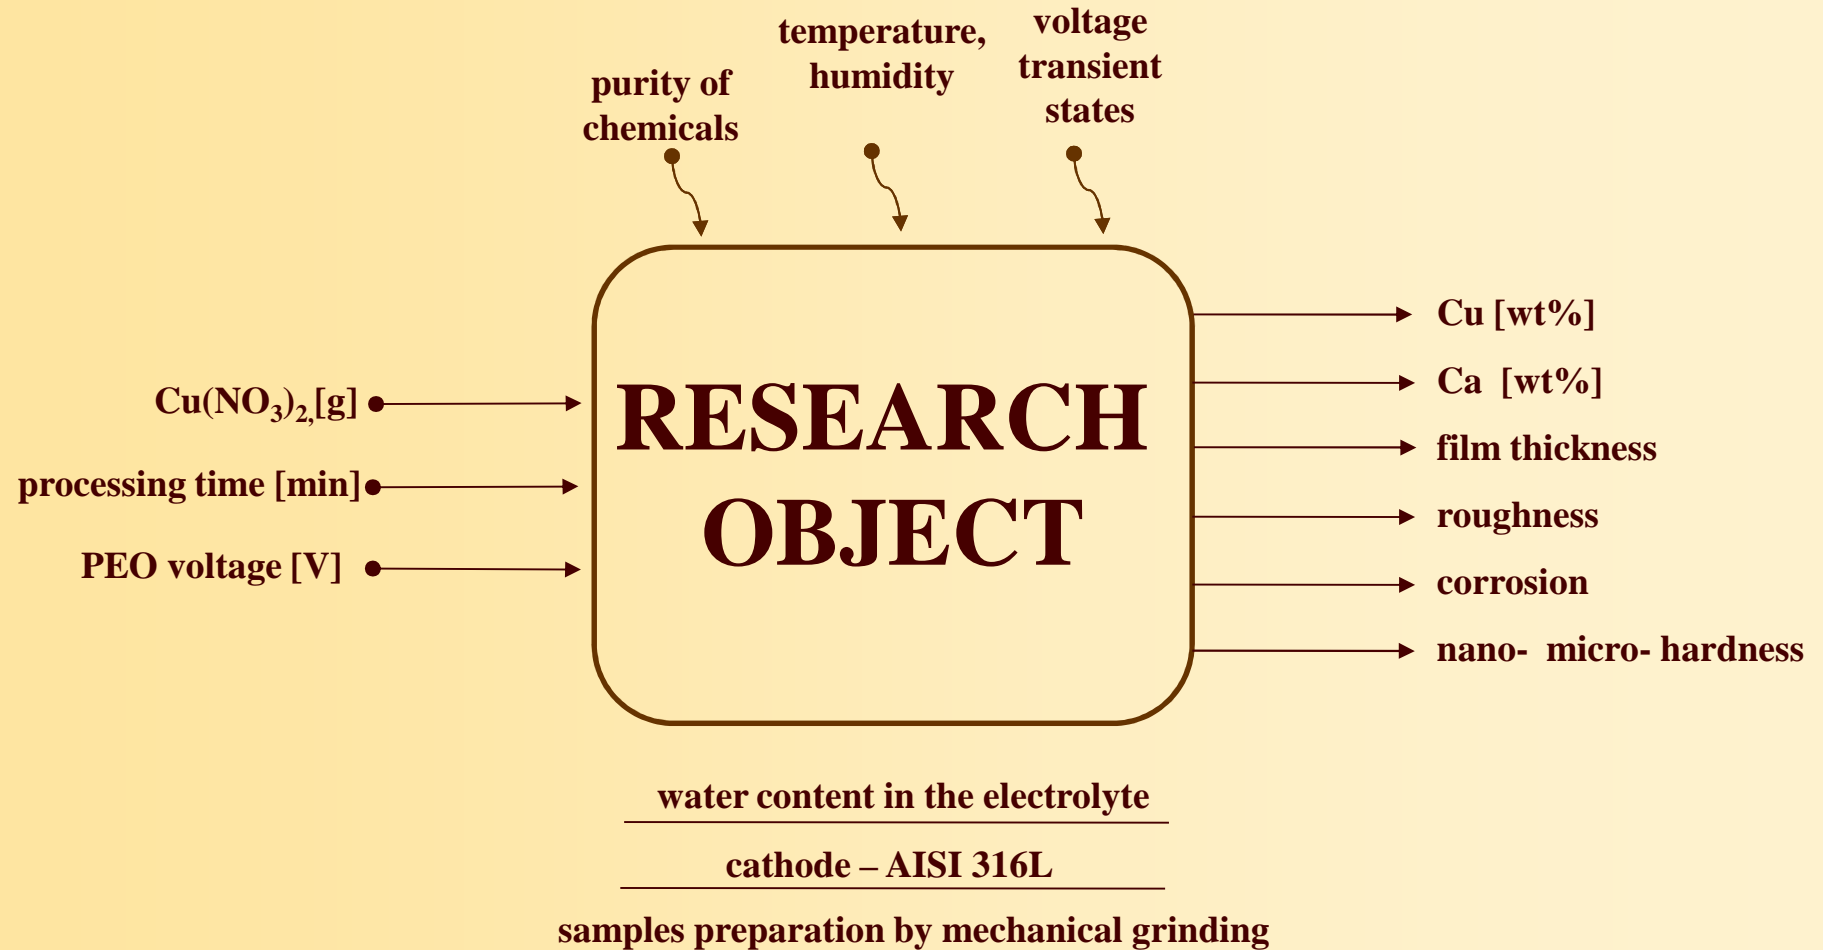 purity of
chemicals
temperature,
humidity
voltage
transient
states
Cu(NO₃)₂,[g]
processing time [min]
PEO voltage [V]
RESEARCH
OBJECT
Cu [wt%]
Ca [wt%]
film thickness
roughness
corrosion
nano- micro- hardness
water content in the electrolyte
cathode – AISI 316L
samples preparation by mechanical grinding